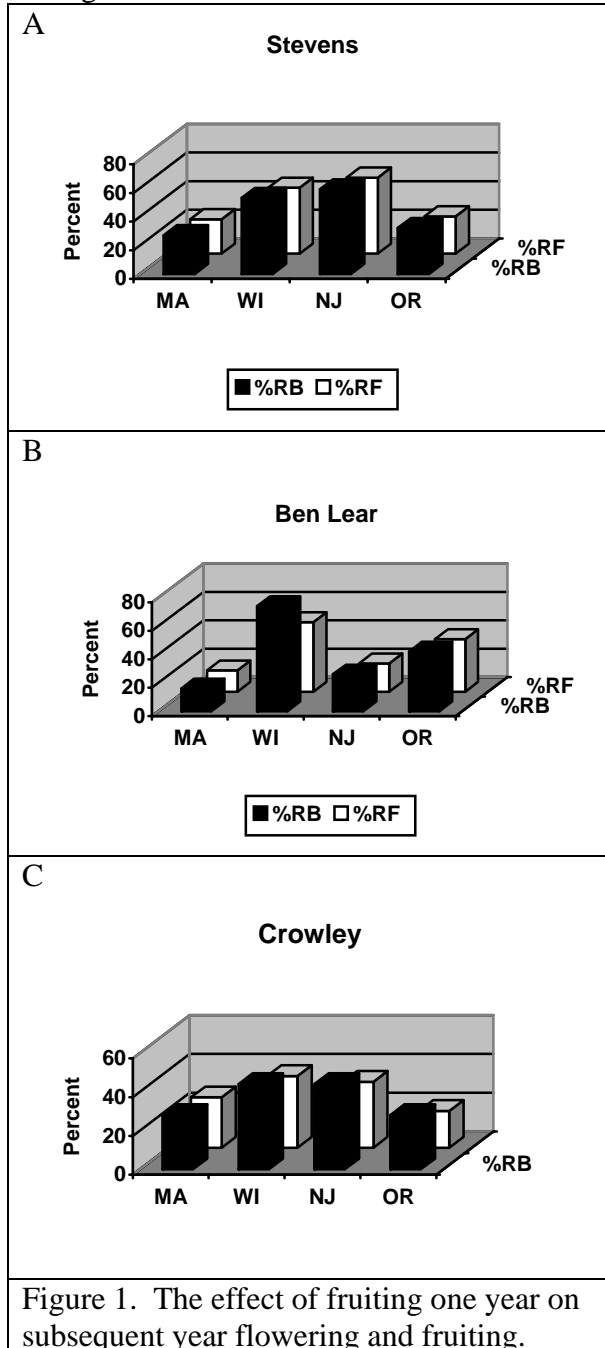 A
Stevens
80
60
40
20
0
Percent
MA WI NJ OR
%RF
%RB
%RB %RF
B
Ben Lear
80
60
40
20
0
Percent
MA WI NJ OR
%RF
%RB
%RB %RF
C
Crowley
60
40
20
0
Percent
MA WI NJ OR
%RB
Figure 1. The effect of fruiting one year on
subsequent year flowering and fruiting.